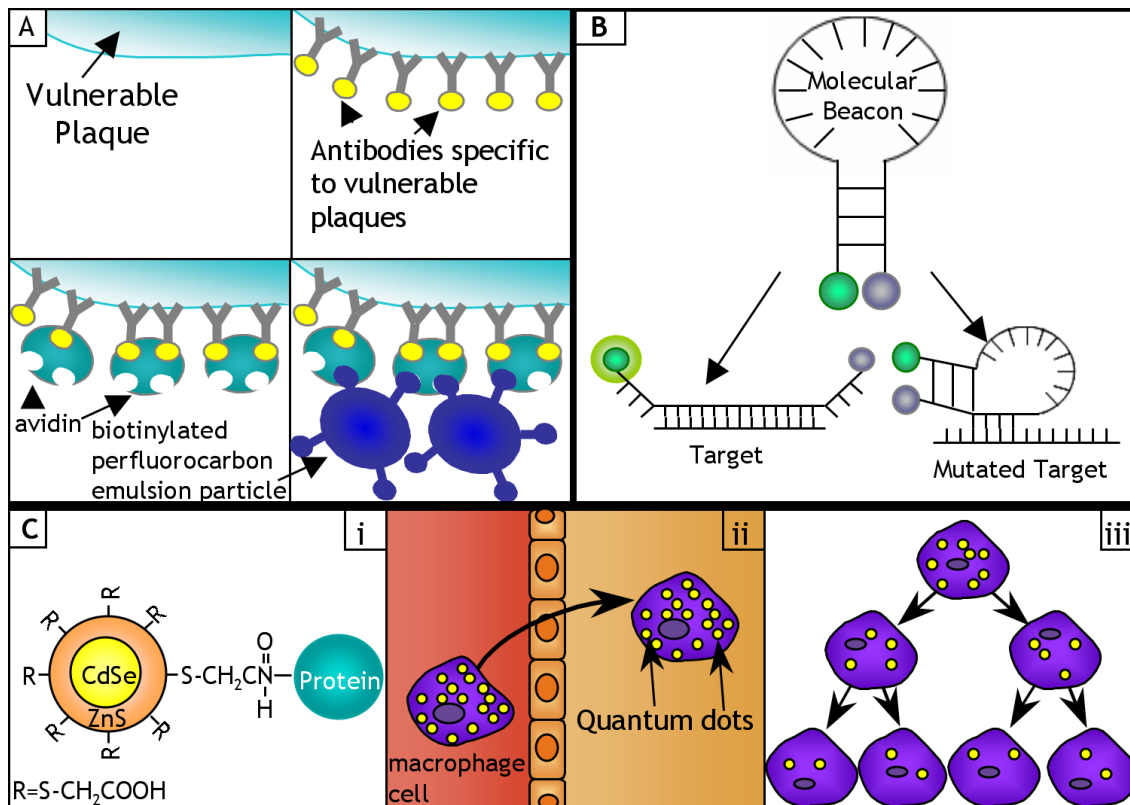 A
Vulnerable
Plaque
Antibodies specific
to vulnerable
plaques
avidin
biotinylated
perfluorocarbon
emulsion particle
B
Molecular
Beacon
Target
Mutated Target
C
i
R
R
R
R
R
R
R
CdSe
ZnS
S-CH₂CN
O
H
Protein
R=S-CH₂COOH
ii
macrophage
cell
Quantum dots
iii